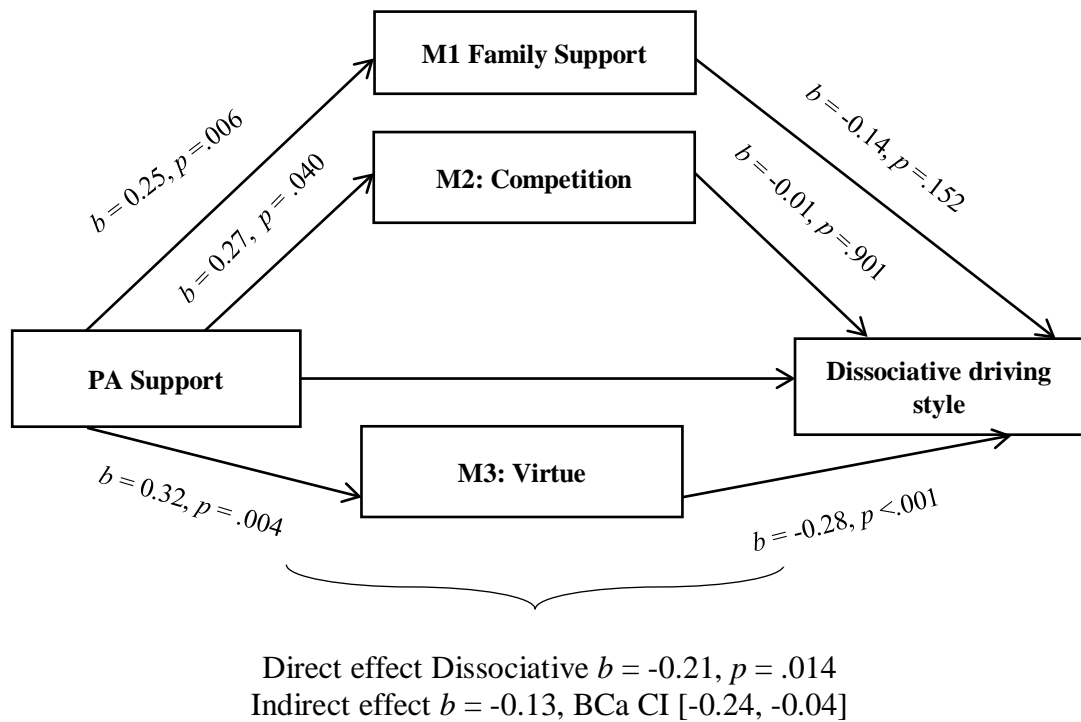 M1 Family Support
b = 0.25, p =.006
b = -0.14, p =.152
M2: Competition
b = 0.27, p = .040
b = -0.01, p =.901
PA Support
Dissociative driving
style
M3: Virtue
b = 0.32, p = .004
b = -0.28, p <.001
Direct effect Dissociative b = -0.21, p = .014
Indirect effect b = -0.13, BCa CI [-0.24, -0.04]